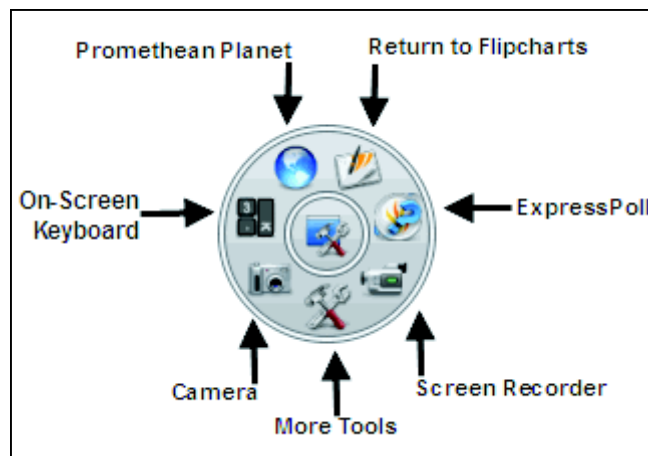 Promethean Planet
Return to Flipcharts
On-Screen
Keyboard
ExpressPoll
Camera
Screen Recorder
More Tools